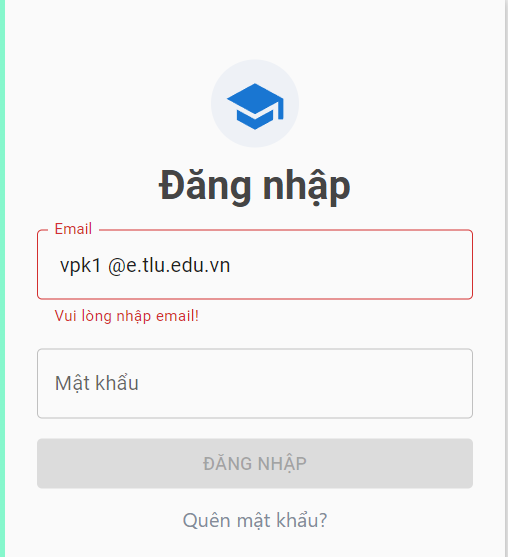 Đăng nhập
Email
vpk1 @e.tlu.edu.vn
Vui lòng nhập email!
Mật khẩu
ĐĂNG NHẬP
Quên mật khẩu?